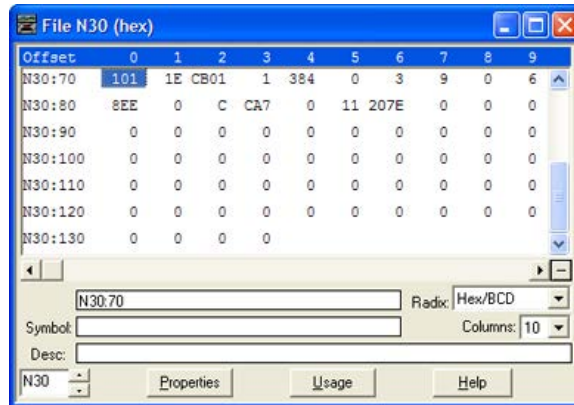 File N30 (hex)
Offset 0 1 2 3 4 5 6 7 8 9
N30:70 101 1E CB01 1 384 0 3 9 0 6
N30:80 8EE 0 C CA7 0 11 207E 0 0 0
N30:90 0 0 0 0 0 0 0 0 0 0
N30:100 0 0 0 0 0 0 0 0 0 0
N30:110 0 0 0 0 0 0 0 0 0 0
N30:120 0 0 0 0 0 0 0 0 0 0
N30:130 0 0 0 0
N30:70 Radix: Hex/BCD
Symbol: Columns: 10
Desc:
N30 Properties Usage Help